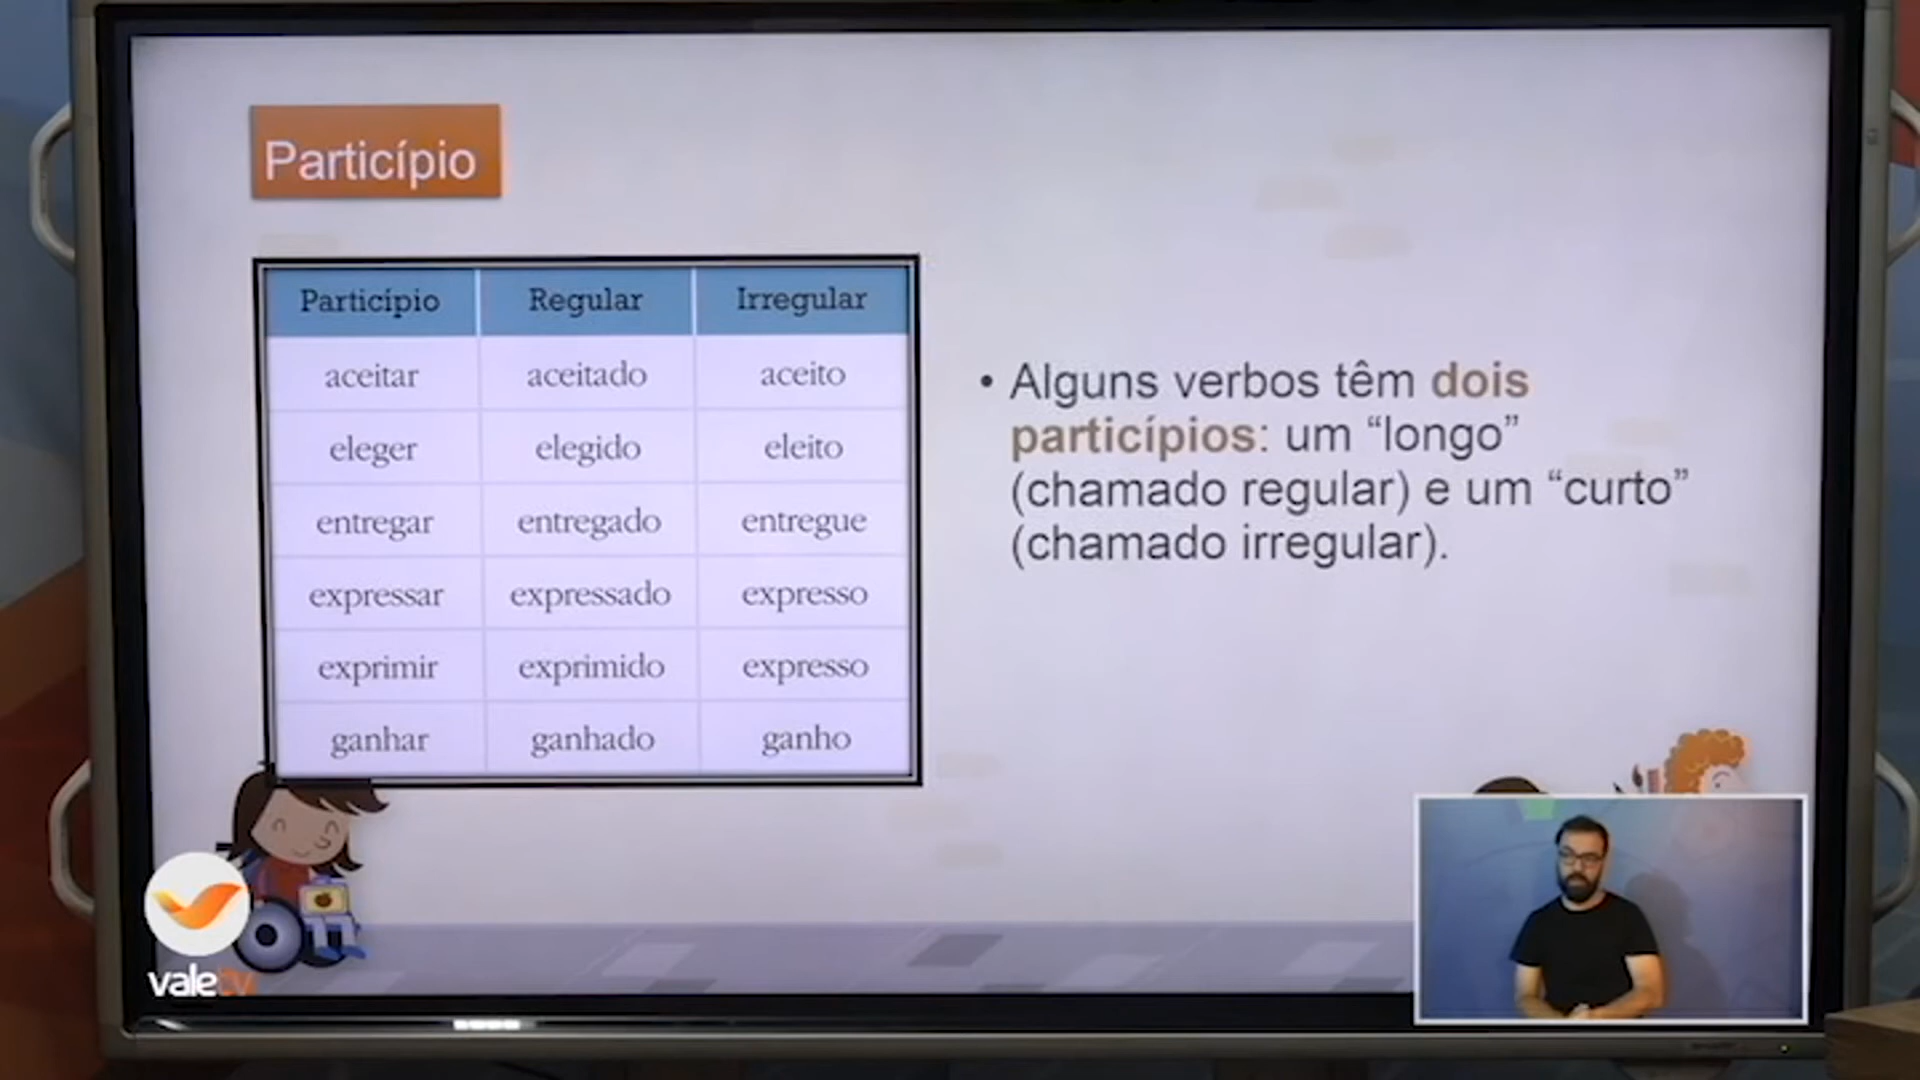 Particípio
Particípio Regular Irregular
aceitar aceitado aceito
eleger elegido eleito
entregar entregado entregue
expressar expressado expresso
exprimir exprimido expresso
ganhar ganhado ganho
• Alguns verbos têm dois
particípios: um “longo”
(chamado regular) e um “curto”
(chamado irregular).
valetv